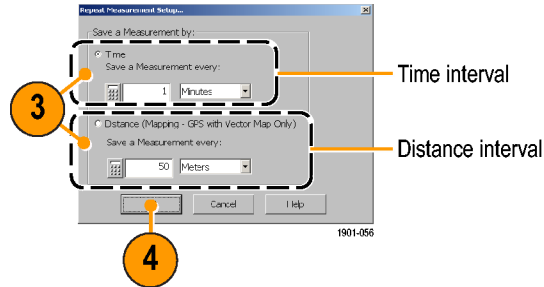 Repeat Measurement Setup...
Save a Measurement by:
Time
Save a Measurement every:
Time interval
1 Minutes
3
Distance (Mapping - GPS with Vector Map Only)
Save a Measurement every:
Distance interval
50 Meters
Cancel Help
1901-056
4